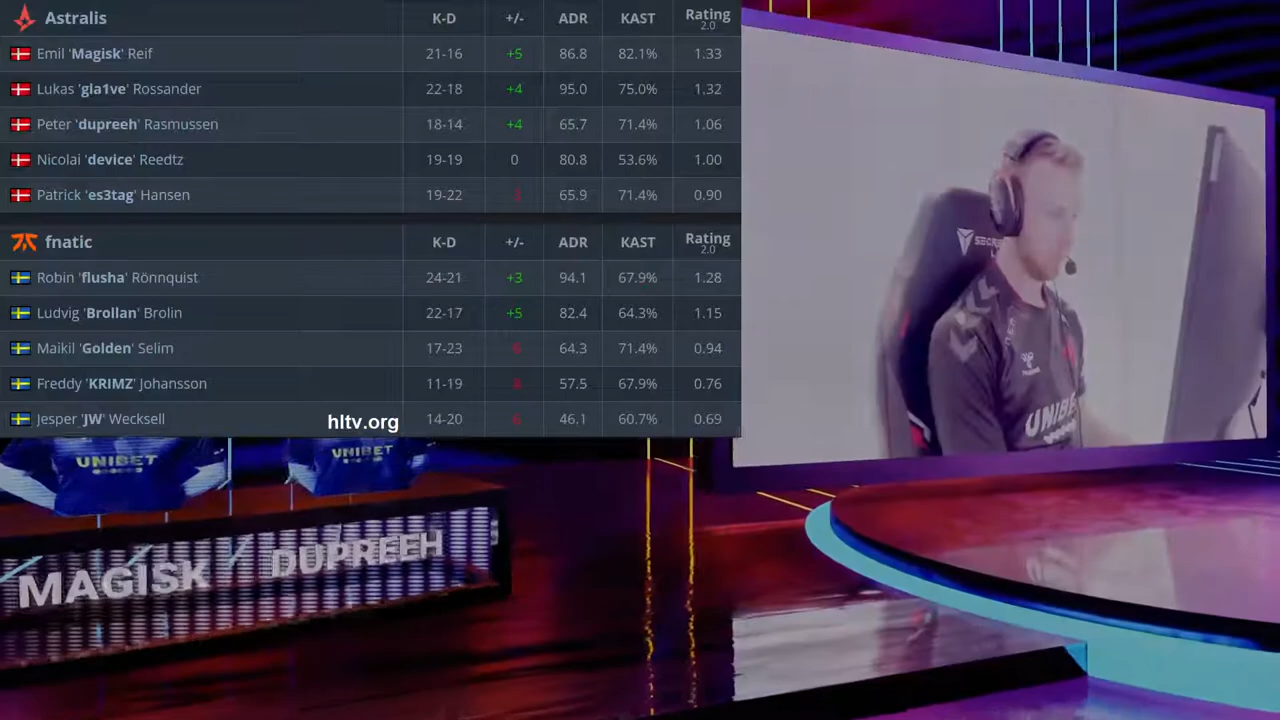 Astralis K-D +/- ADR KAST Rating 2.0
Emil 'Magisk' Reif 21-16 +5 86.8 82.1% 1.33
Lukas 'gla1ve' Rossander 22-18 +4 95.0 75.0% 1.32
Peter 'dupreeh' Rasmussen 18-14 +4 65.7 71.4% 1.06
Nicolai 'device' Reedtz 19-19 0 80.8 53.6% 1.00
Patrick 'es3tag' Hansen 19-22 65.9 71.4% 0.90
fnatic K-D +/- ADR KAST Rating 2.0
Robin 'flusha' Rönnquist 24-21 +3 94.1 67.9% 1.28
Ludvig 'Brollan' Brolin 22-17 +5 82.4 64.3% 1.15
Maikil 'Golden' Selim 17-23 64.3 71.4% 0.94
Freddy 'KRIMZ' Johansson 11-19 57.5 67.9% 0.76
Jesper 'JW' Wecksell 14-20 46.1 60.7% 0.69
hltv.org
UNIBET
UNIBET
MAGISK
DUPREEH
UNIBET